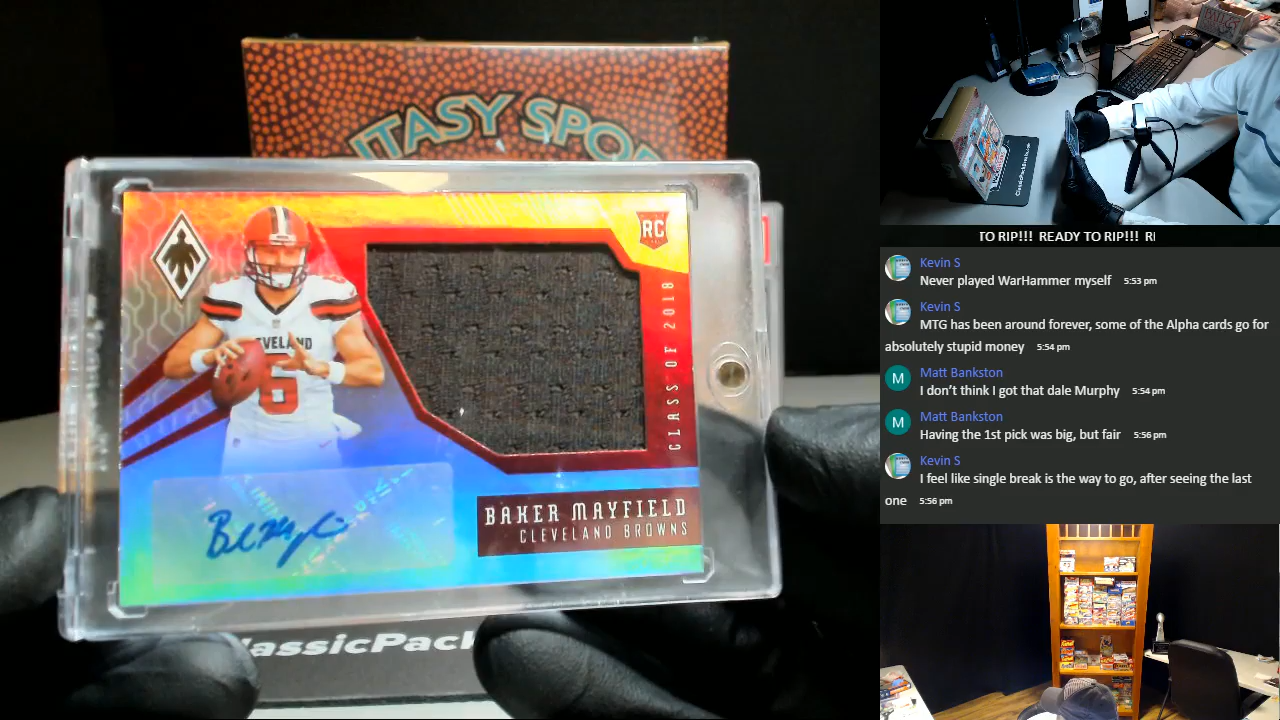 NTASY SPO
RC
CLASS OF 2018
CLEVELAND
6
BAKER MAYFIELD
CLEVELAND BROWNS
ClassicPack
TO RIP!!! READY TO RIP!!! RI
Kevin S
Never played WarHammer myself 5:53 pm
Kevin S
MTG has been around forever, some of the Alpha cards go for
absolutely stupid money 5:54 pm
M Matt Bankston
I don't think I got that dale Murphy 5:54 pm
M Matt Bankston
Having the 1st pick was big, but fair 5:56 pm
Kevin S
I feel like single break is the way to go, after seeing the last
one 5:56 pm